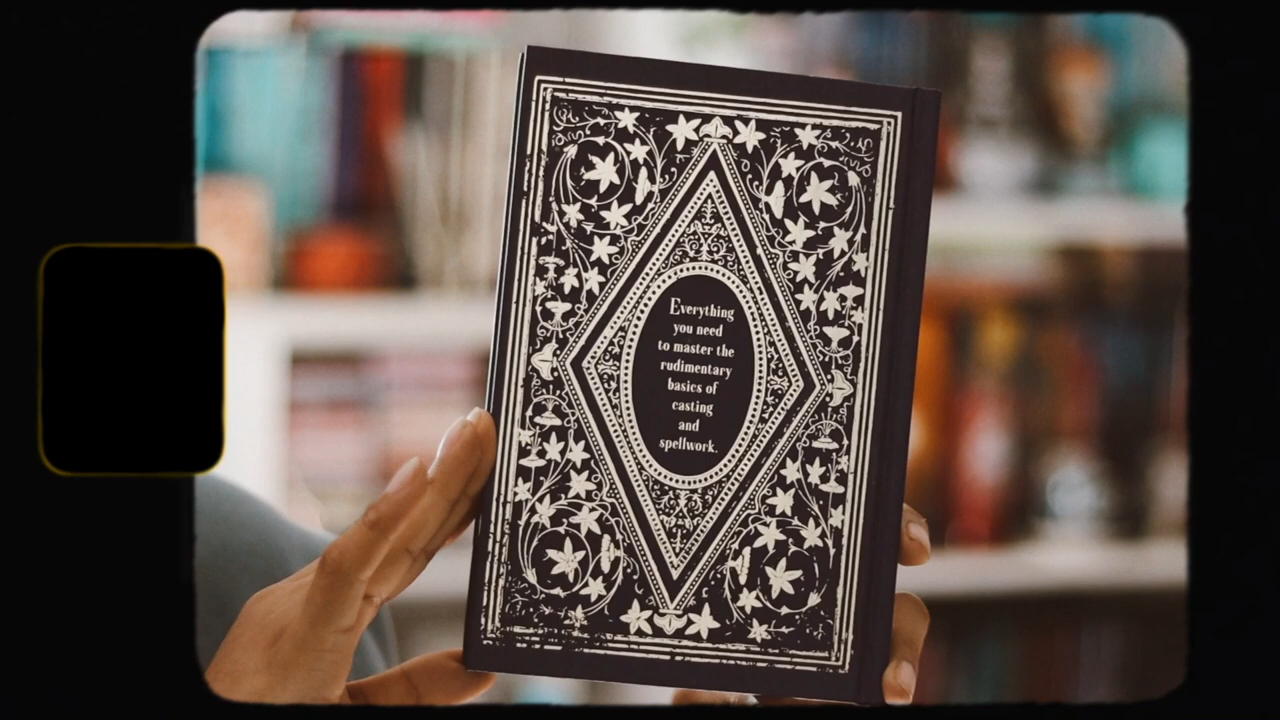 Everything
you need
to master the
rudimentary
basics of
casting
and
spellwork.